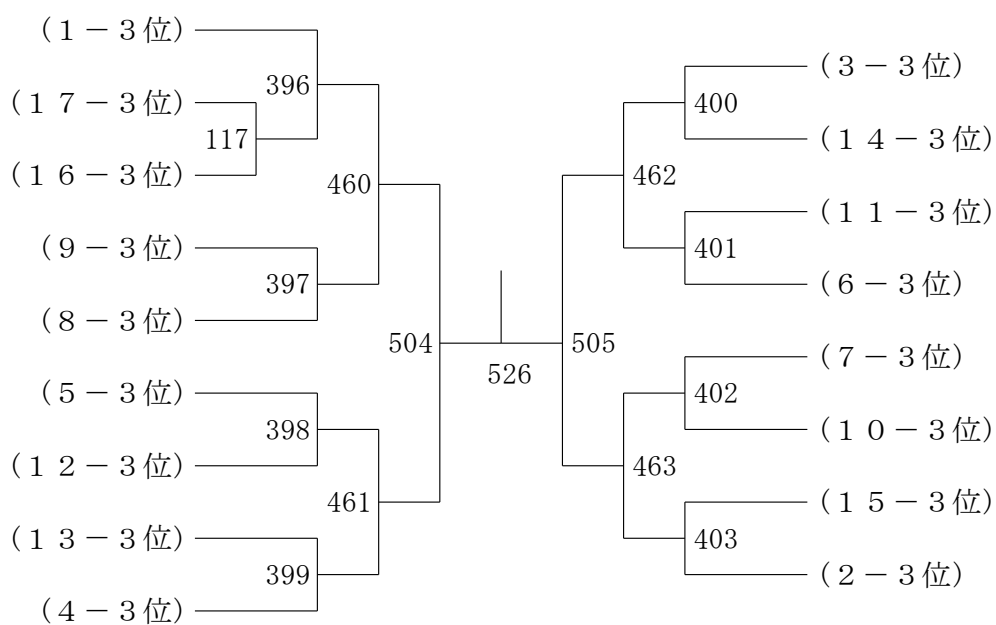 （１－３位）
396
（１７－３位）
117
（１６－３位）
460
（９－３位）
397
（８－３位）
504
（５－３位）
398
（１２－３位）
461
（１３－３位）
399
（４－３位）
526
（３－３位）
400
（１４－３位）
462
（１１－３位）
401
（６－３位）
505
（７－３位）
402
（１０－３位）
463
（１５－３位）
403
（２－３位）